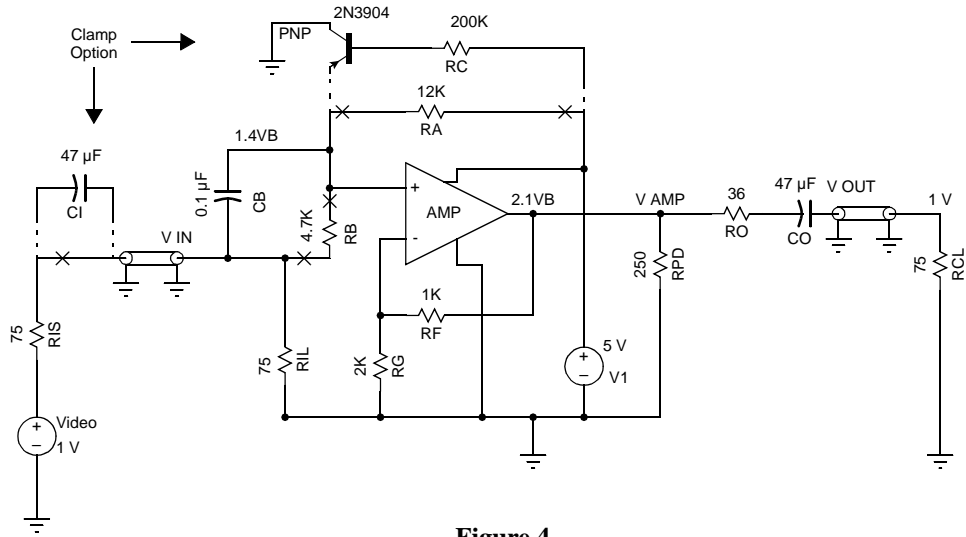 2N3904
200K
Clamp
Option
PNP
RC
12K
RA
1.4VB
47 µF
CI
0.1 µF
CB
V IN
4.7K
RB
+
AMP
-
2.1VB
V AMP
36
RO
47 µF
CO
V OUT
1 V
75
RCL
250
RPD
1K
RF
2K
RG
75
RIS
75
RIL
5 V
+
−
V1
Video
+
−
1 V
Figure 4